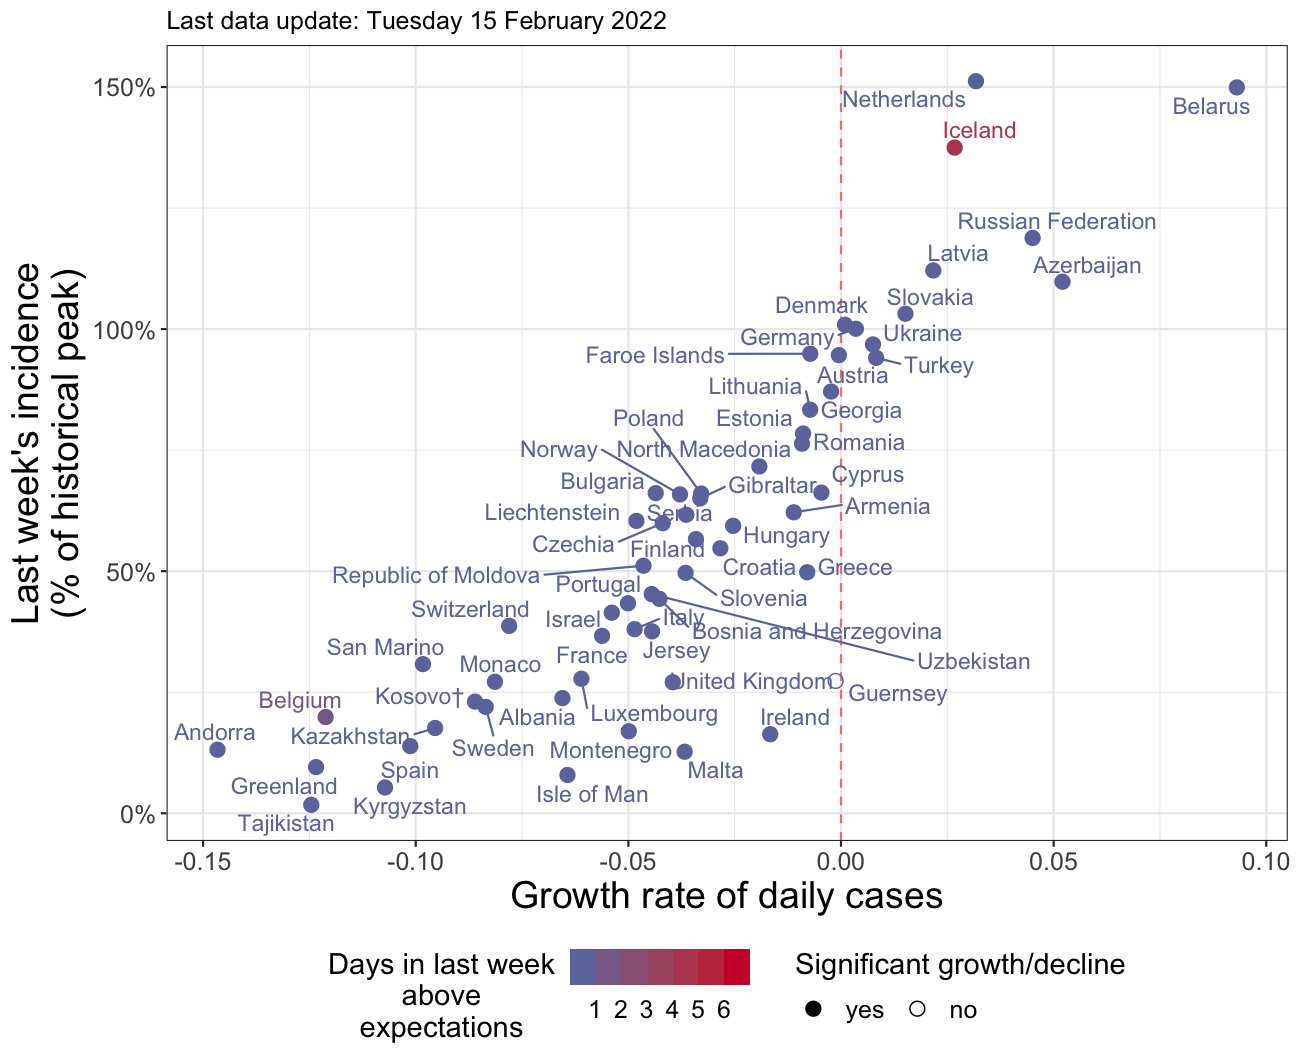 Last data update: Tuesday 15 February 2022
Last week's incidence
(% of historical peak)
150%
100%
50%
0%
Netherlands
Belarus
Iceland
Russian Federation
Latvia
Azerbaijan
Slovakia
Denmark
Germany
Ukraine
Faroe Islands
Turkey
Austria
Lithuania
Georgia
Poland
Estonia
Norway
North Macedonia
Romania
Bulgaria
Gibraltar
Cyprus
Liechtenstein
Serbia
Armenia
Czechia
Finland
Hungary
Republic of Moldova
Croatia
Greece
Portugal
Slovenia
Switzerland
Israel
Italy
Bosnia and Herzegovina
San Marino
France
Jersey
Uzbekistan
Monaco
United Kingdom
Kosovo†
Guernsey
Belgium
Albania
Luxembourg
Ireland
Andorra
Kazakhstan
Sweden
Montenegro
Spain
Malta
Greenland
Isle of Man
Kyrgyzstan
Tajikistan
-0.15 -0.10 -0.05 0.00 0.05 0.10
Growth rate of daily cases
Days in last week
above
expectations
1 2 3 4 5 6
Significant growth/decline
yes no